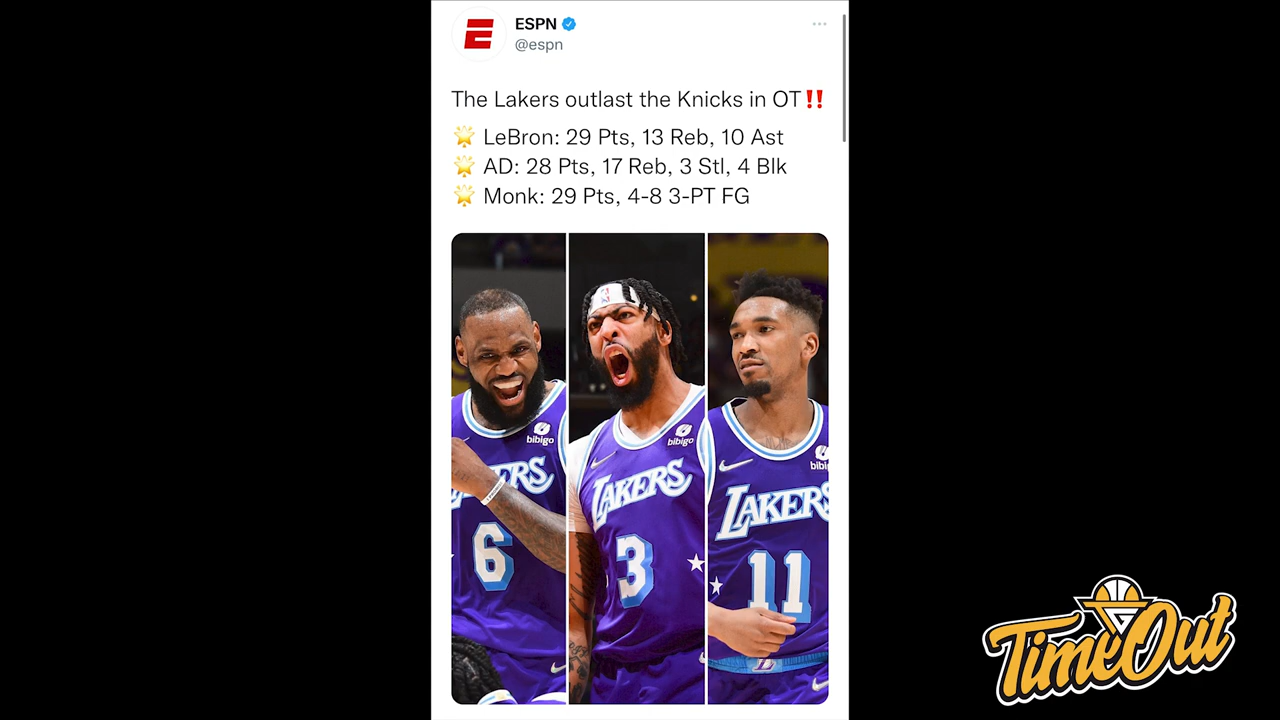 ESPN
@espn
The Lakers outlast the Knicks in OT‼️
🌟 LeBron: 29 Pts, 13 Reb, 10 Ast
🌟 AD: 28 Pts, 17 Reb, 3 Stl, 4 Blk
🌟 Monk: 29 Pts, 4-8 3-PT FG
bibigo
LAKERS
6
bibigo
LAKERS
3
bibi
LAKERS
11
TimeOut